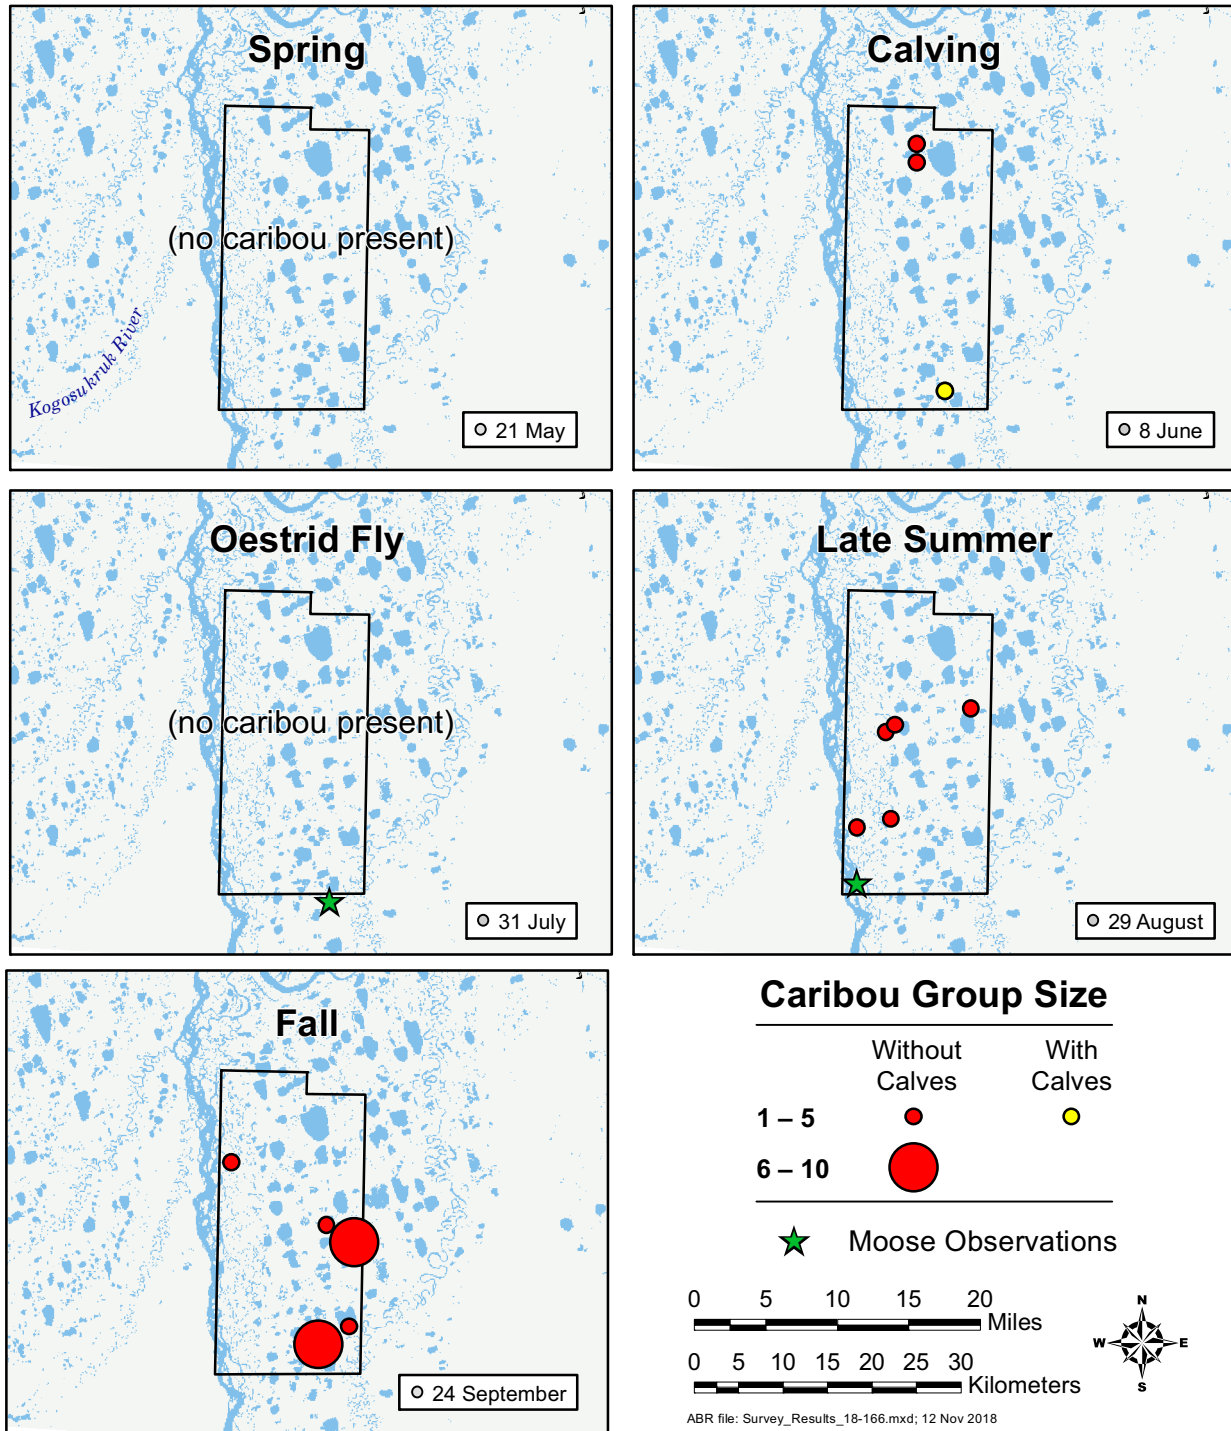 Spring
(no caribou present)
Kogosukruk River
21 May
Calving
8 June
Oestrid Fly
(no caribou present)
31 July
Late Summer
29 August
Fall
24 September
Caribou Group Size
Without Calves
With Calves
1 – 5
6 – 10
Moose Observations
0 5 10 15 20
Miles
0 5 10 15 20 25 30
Kilometers
N
W E
S
ABR file: Survey_Results_18-166.mxd; 12 Nov 2018